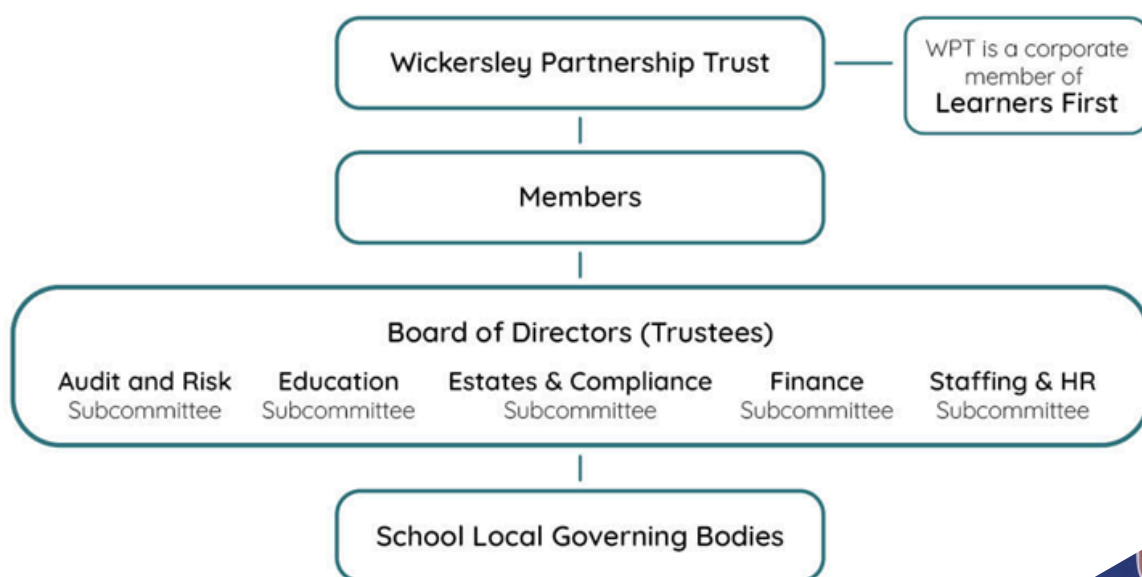 Wickersley Partnership Trust
WPT is a corporate
member of
Learners First
Members
Board of Directors (Trustees)
Audit and Risk Education Estates & Compliance Finance Staffing & HR
Subcommittee Subcommittee Subcommittee Subcommittee Subcommittee
School Local Governing Bodies